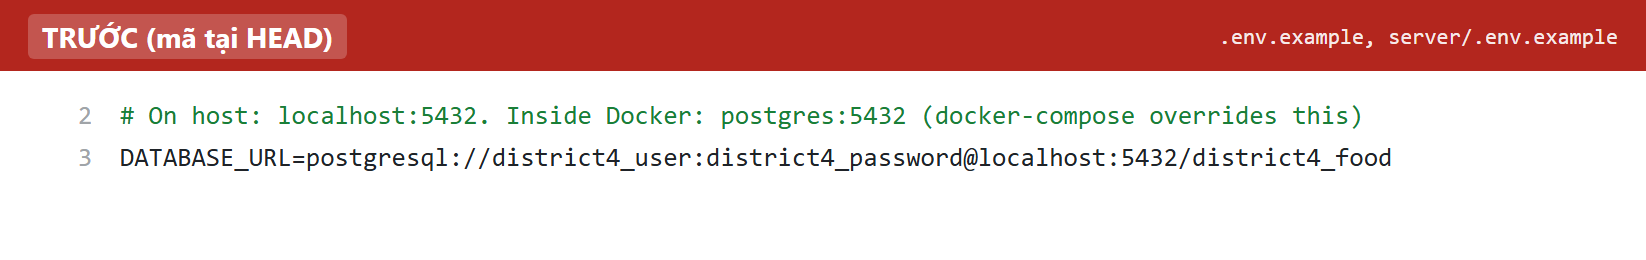 TRƯỚC (mã tại HEAD)
.env.example, server/.env.example
2 # On host: localhost:5432. Inside Docker: postgres:5432 (docker-compose overrides this)
3 DATABASE_URL=postgresql://district4_user:district4_password@localhost:5432/district4_food